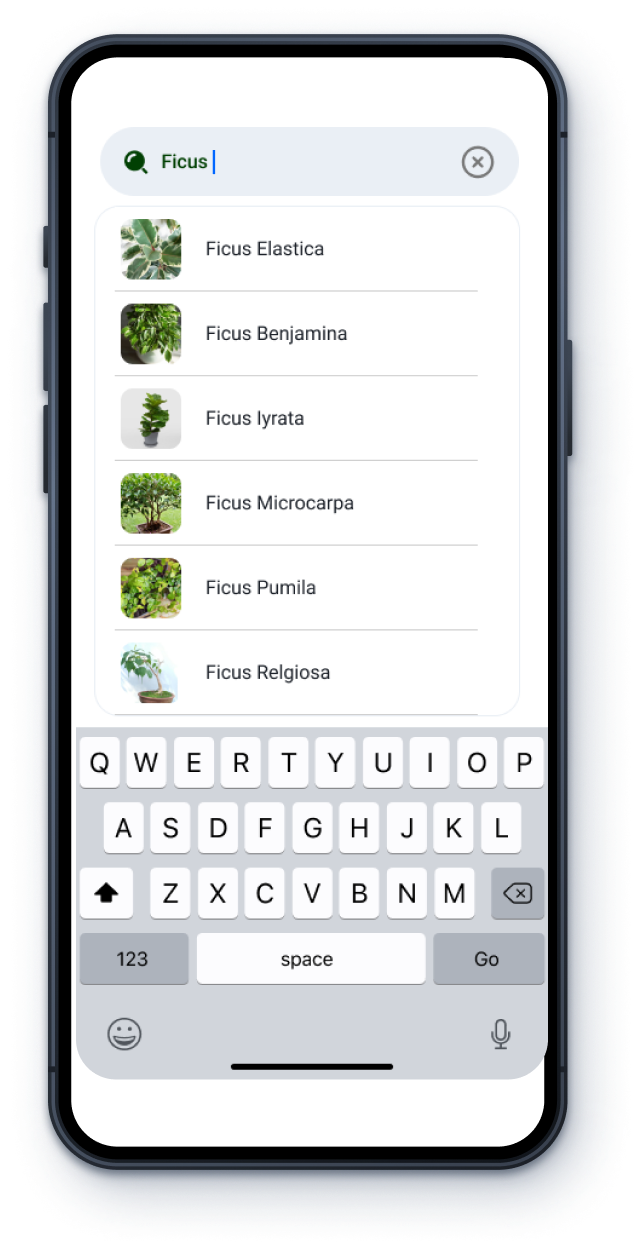 Ficus
Ficus Elastica
Ficus Benjamina
Ficus lyrata
Ficus Microcarpa
Ficus Pumila
Ficus Relgiosa
Q W E R T Y U I O P
A S D F G H J K L
Z X C V B N M
123 space Go